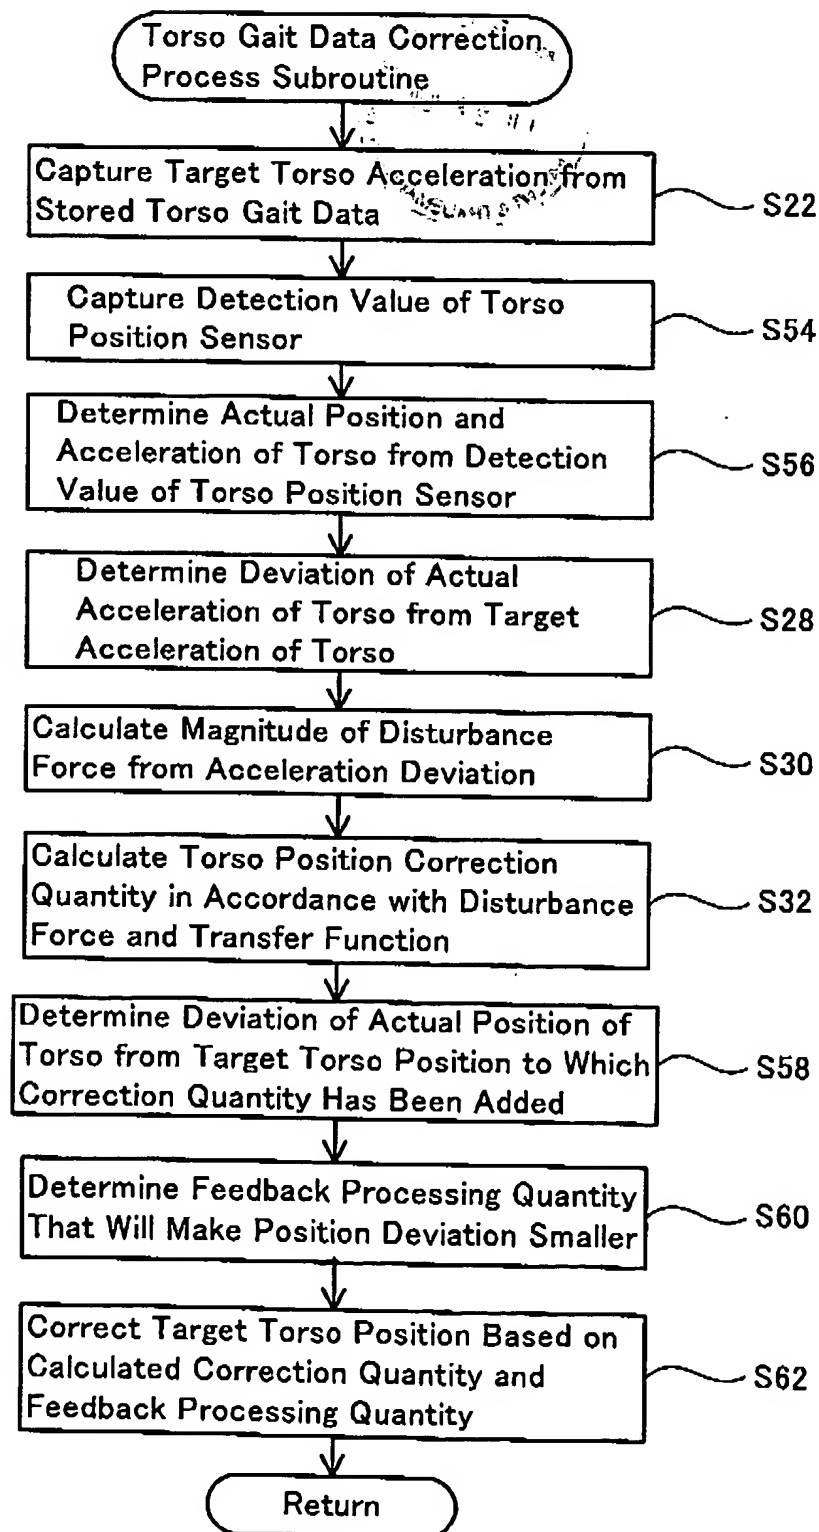 Torso Gait Data Correction
Process Subroutine
Capture Target Torso Acceleration from
Stored Torso Gait Data
S22
Capture Detection Value of Torso
Position Sensor
S54
Determine Actual Position and
Acceleration of Torso from Detection
Value of Torso Position Sensor
S56
Determine Deviation of Actual
Acceleration of Torso from Target
Acceleration of Torso
S28
Calculate Magnitude of Disturbance
Force from Acceleration Deviation
S30
Calculate Torso Position Correction
Quantity in Accordance with Disturbance
Force and Transfer Function
S32
Determine Deviation of Actual Position of
Torso from Target Torso Position to Which
Correction Quantity Has Been Added
S58
Determine Feedback Processing Quantity
That Will Make Position Deviation Smaller
S60
Correct Target Torso Position Based on
Calculated Correction Quantity and
Feedback Processing Quantity
S62
Return